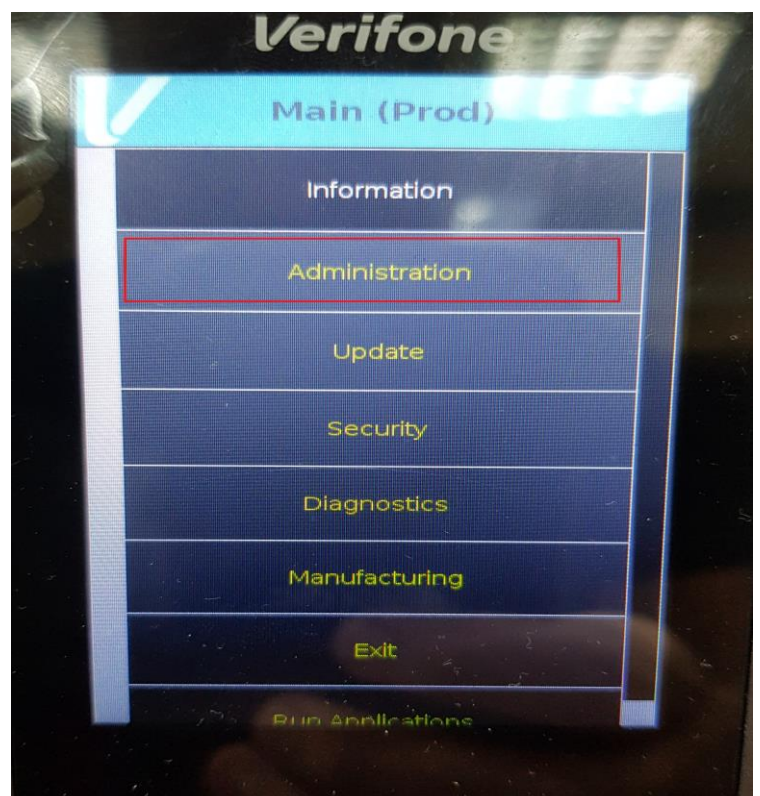 Verifone
Main (Prod)
Information
Administration
Update
Security
Diagnostics
Manufacturing
Exit
Run Applications